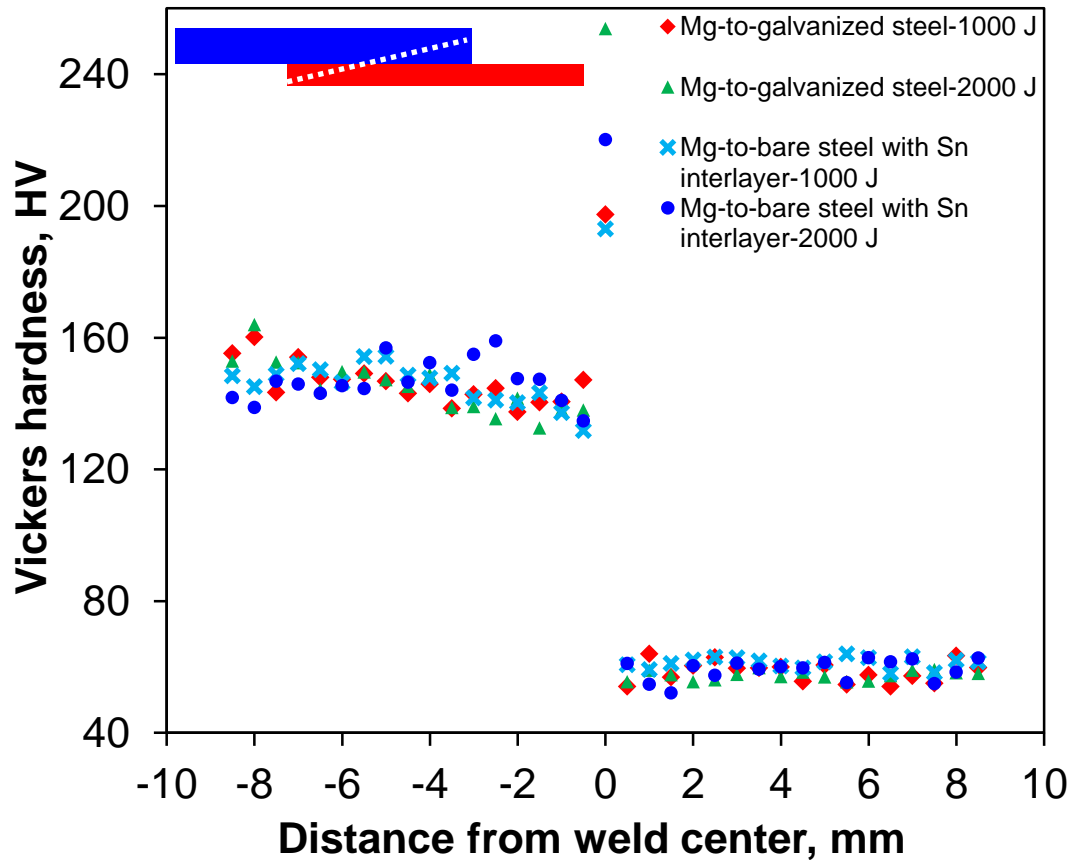 Vickers hardness, HV
240
200
160
120
80
40
Mg-to-galvanized steel-1000 J
Mg-to-galvanized steel-2000 J
Mg-to-bare steel with Sn
interlayer-1000 J
Mg-to-bare steel with Sn
interlayer-2000 J
-10 -8 -6 -4 -2 0 2 4 6 8 10
Distance from weld center, mm